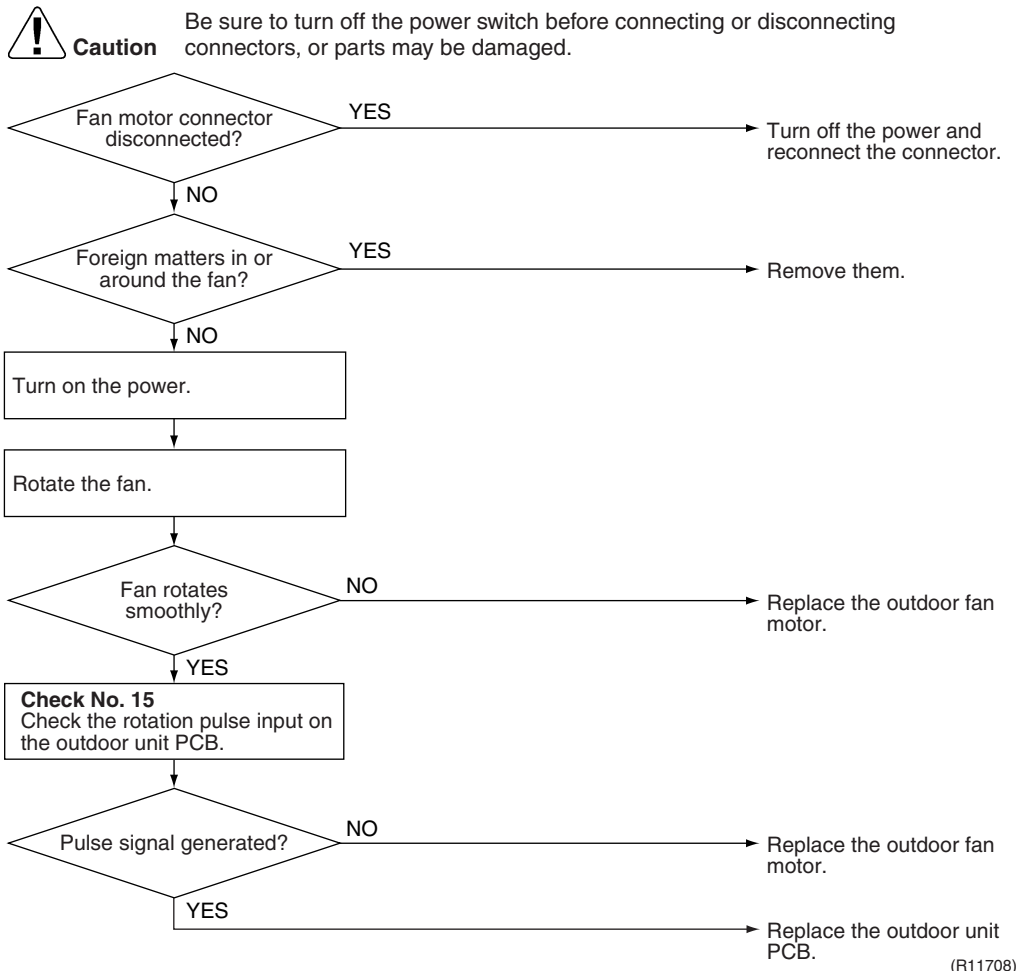 Be sure to turn off the power switch before connecting or disconnecting
Caution connectors, or parts may be damaged.
Fan motor connector
disconnected?
YES
Turn off the power and
reconnect the connector.
NO
Foreign matters in or
around the fan?
YES
Remove them.
NO
Turn on the power.
Rotate the fan.
Fan rotates
smoothly?
NO
Replace the outdoor fan
motor.
YES
Check No. 15
Check the rotation pulse input on
the outdoor unit PCB.
Pulse signal generated?
NO
Replace the outdoor fan
motor.
YES
Replace the outdoor unit
PCB.
(R11708)